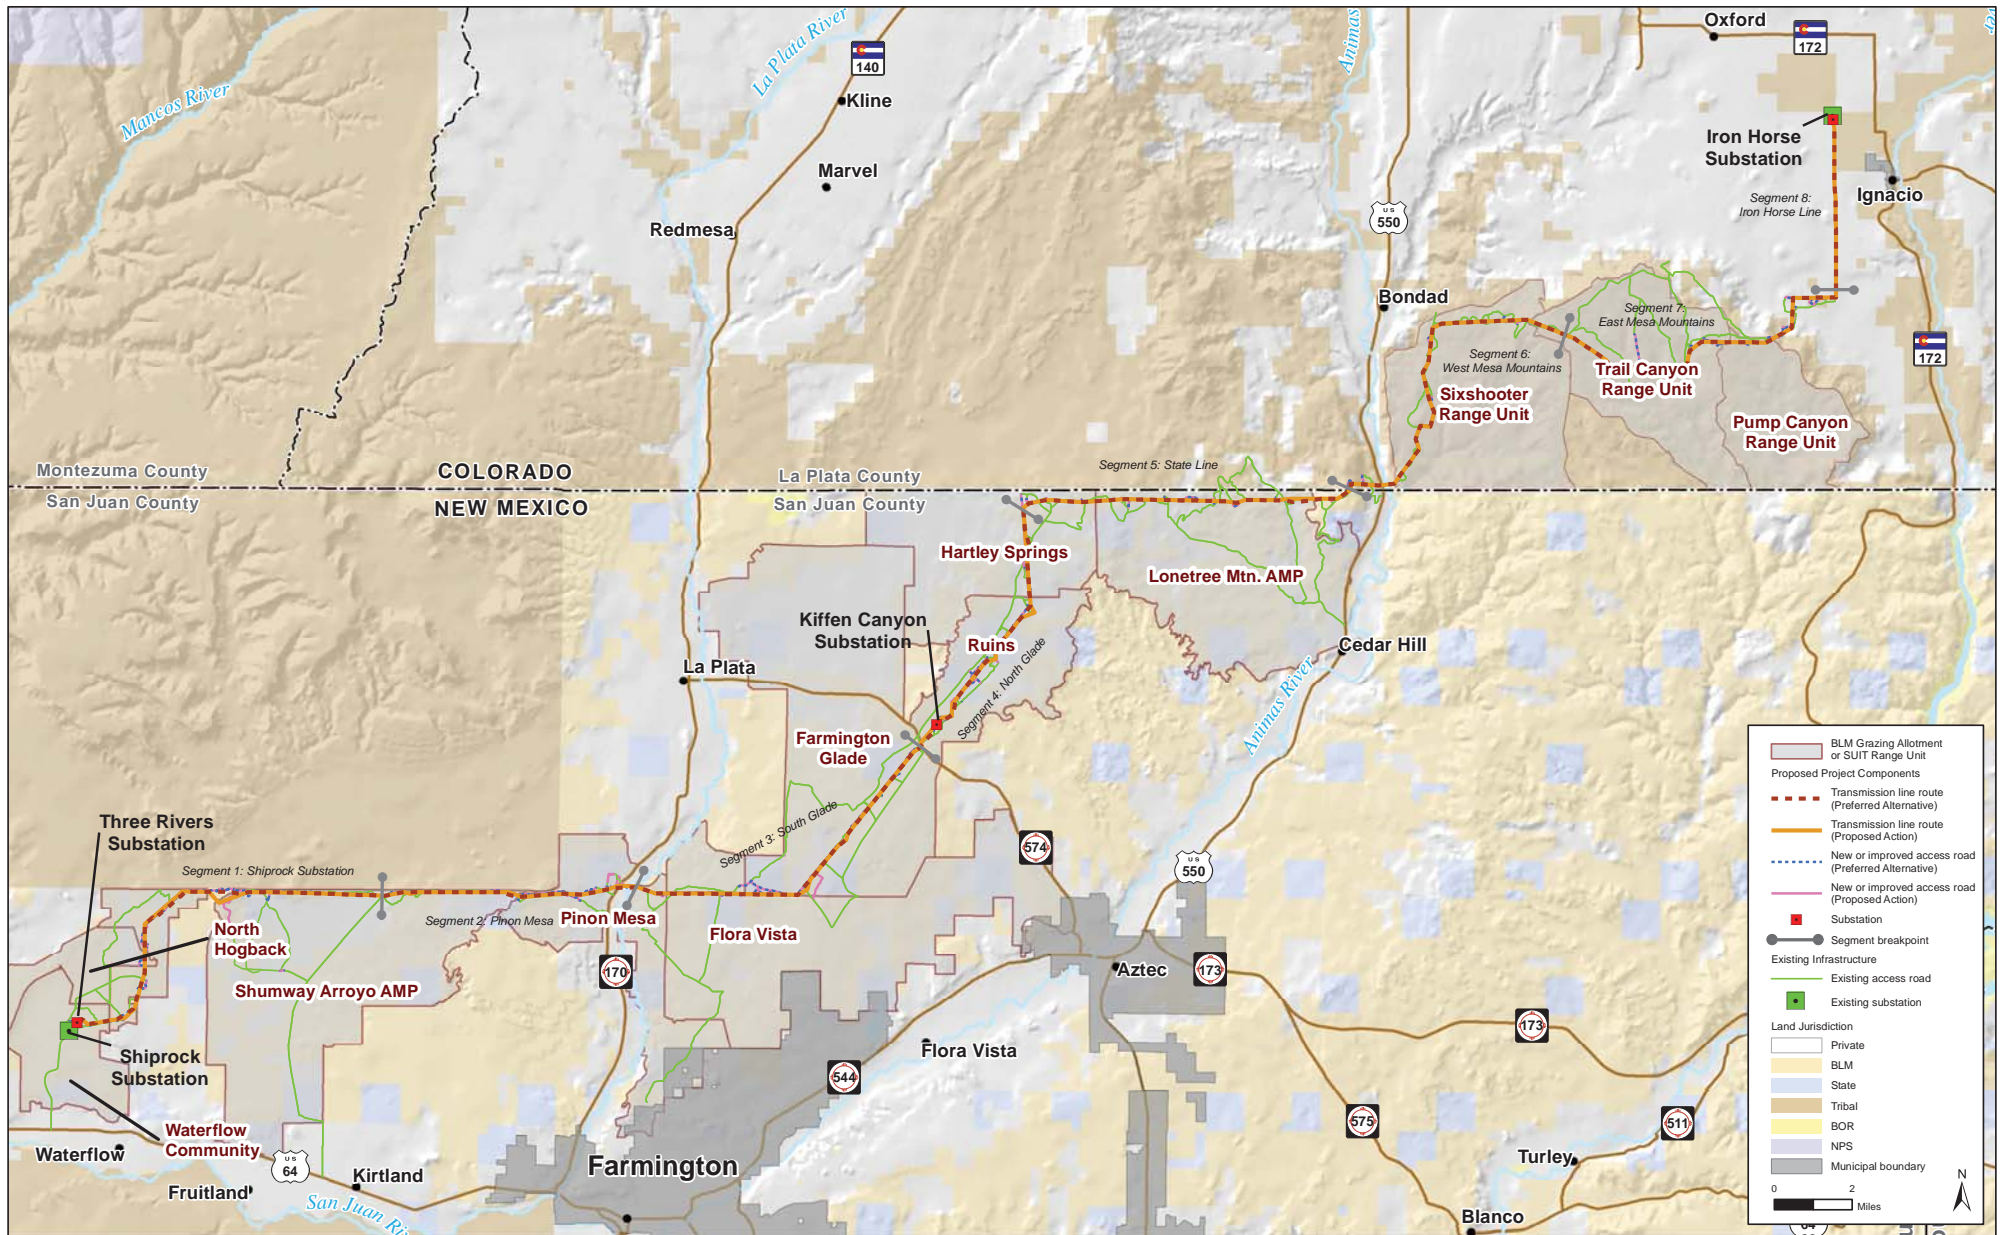 Oxford
172
La Plata River
Animas
140
Mancos River
Kline
Iron Horse
Substation
Marvel
Ignacio
Segment 8:
Iron Horse Line
US
550
Redmesa
Bondad
Segment 7:
East Mesa Mountains
172
Segment 6:
West Mesa Mountains
Trail Canyon
Range Unit
Sixshooter
Range Unit
Pump Canyon
Range Unit
Montezuma County
COLORADO
La Plata County
Segment 5: State Line
San Juan County
NEW MEXICO
San Juan County
Hartley Springs
Lonetree Mtn. AMP
Kiffen Canyon
Substation
Ruins
Cedar Hill
La Plata
Segment 4: North Glade
Animas River
Farmington
Glade
Three Rivers
Substation
Segment 3: South Glade
574
US
550
Segment 1: Shiprock Substation
Segment 2: Pinon Mesa
Pinon Mesa
North
Hogback
Flora Vista
170
Aztec
173
Shumway Arroyo AMP
173
Shiprock
Substation
Flora Vista
544
575
511
Waterflow
Community
Waterflow
US
64
Farmington
Turley
Fruitland
Kirtland
San Juan Ri
Blanco
BLM Grazing Allotment
or SUIT Range Unit
Proposed Project Components
Transmission line route
(Preferred Alternative)
Transmission line route
(Proposed Action)
New or improved access road
(Preferred Alternative)
New or improved access road
(Proposed Action)
Substation
Segment breakpoint
Existing Infrastructure
Existing access road
Existing substation
Land Jurisdiction
Private
BLM
State
Tribal
BOR
NPS
Municipal boundary
N
0 2
Miles